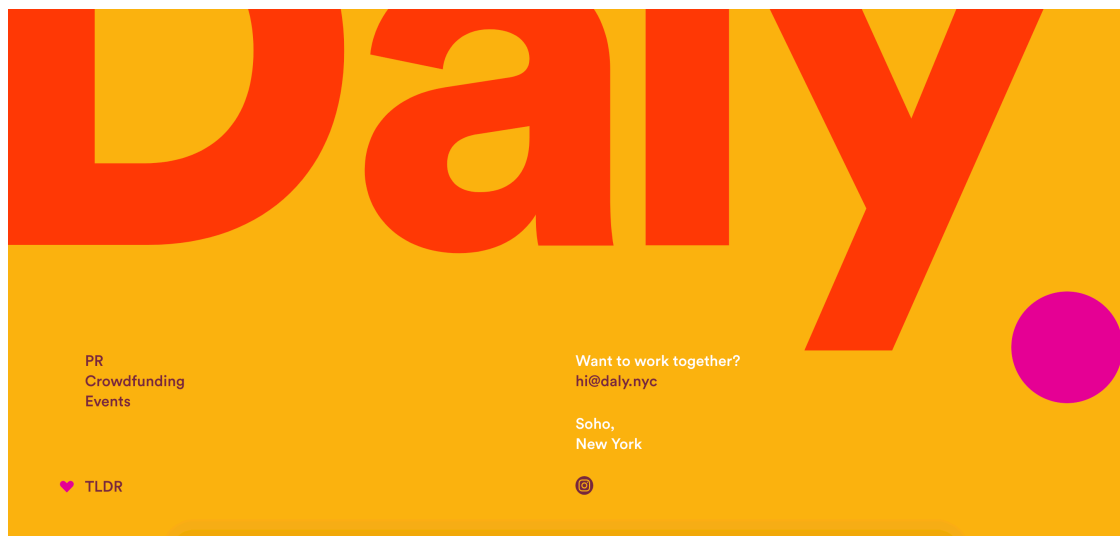 Daly
PR
Crowdfunding
Events
TLDR
Want to work together?
hi@daly.nyc
Soho,
New York